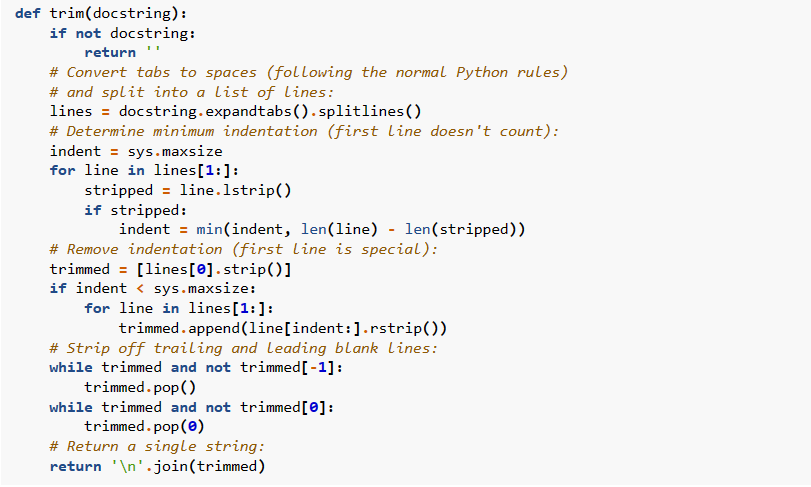 def trim(docstring):
    if not docstring:
        return ''
    # Convert tabs to spaces (following the normal Python rules)
    # and split into a list of lines:
    lines = docstring.expandtabs().splitlines()
    # Determine minimum indentation (first line doesn't count):
    indent = sys.maxsize
    for line in lines[1:]:
        stripped = line.lstrip()
        if stripped:
            indent = min(indent, len(line) - len(stripped))
    # Remove indentation (first line is special):
    trimmed = [lines[0].strip()]
    if indent < sys.maxsize:
        for line in lines[1:]:
            trimmed.append(line[indent:].rstrip())
    # Strip off trailing and leading blank lines:
    while trimmed and not trimmed[-1]:
        trimmed.pop()
    while trimmed and not trimmed[0]:
        trimmed.pop(0)
    # Return a single string:
    return '\n'.join(trimmed)